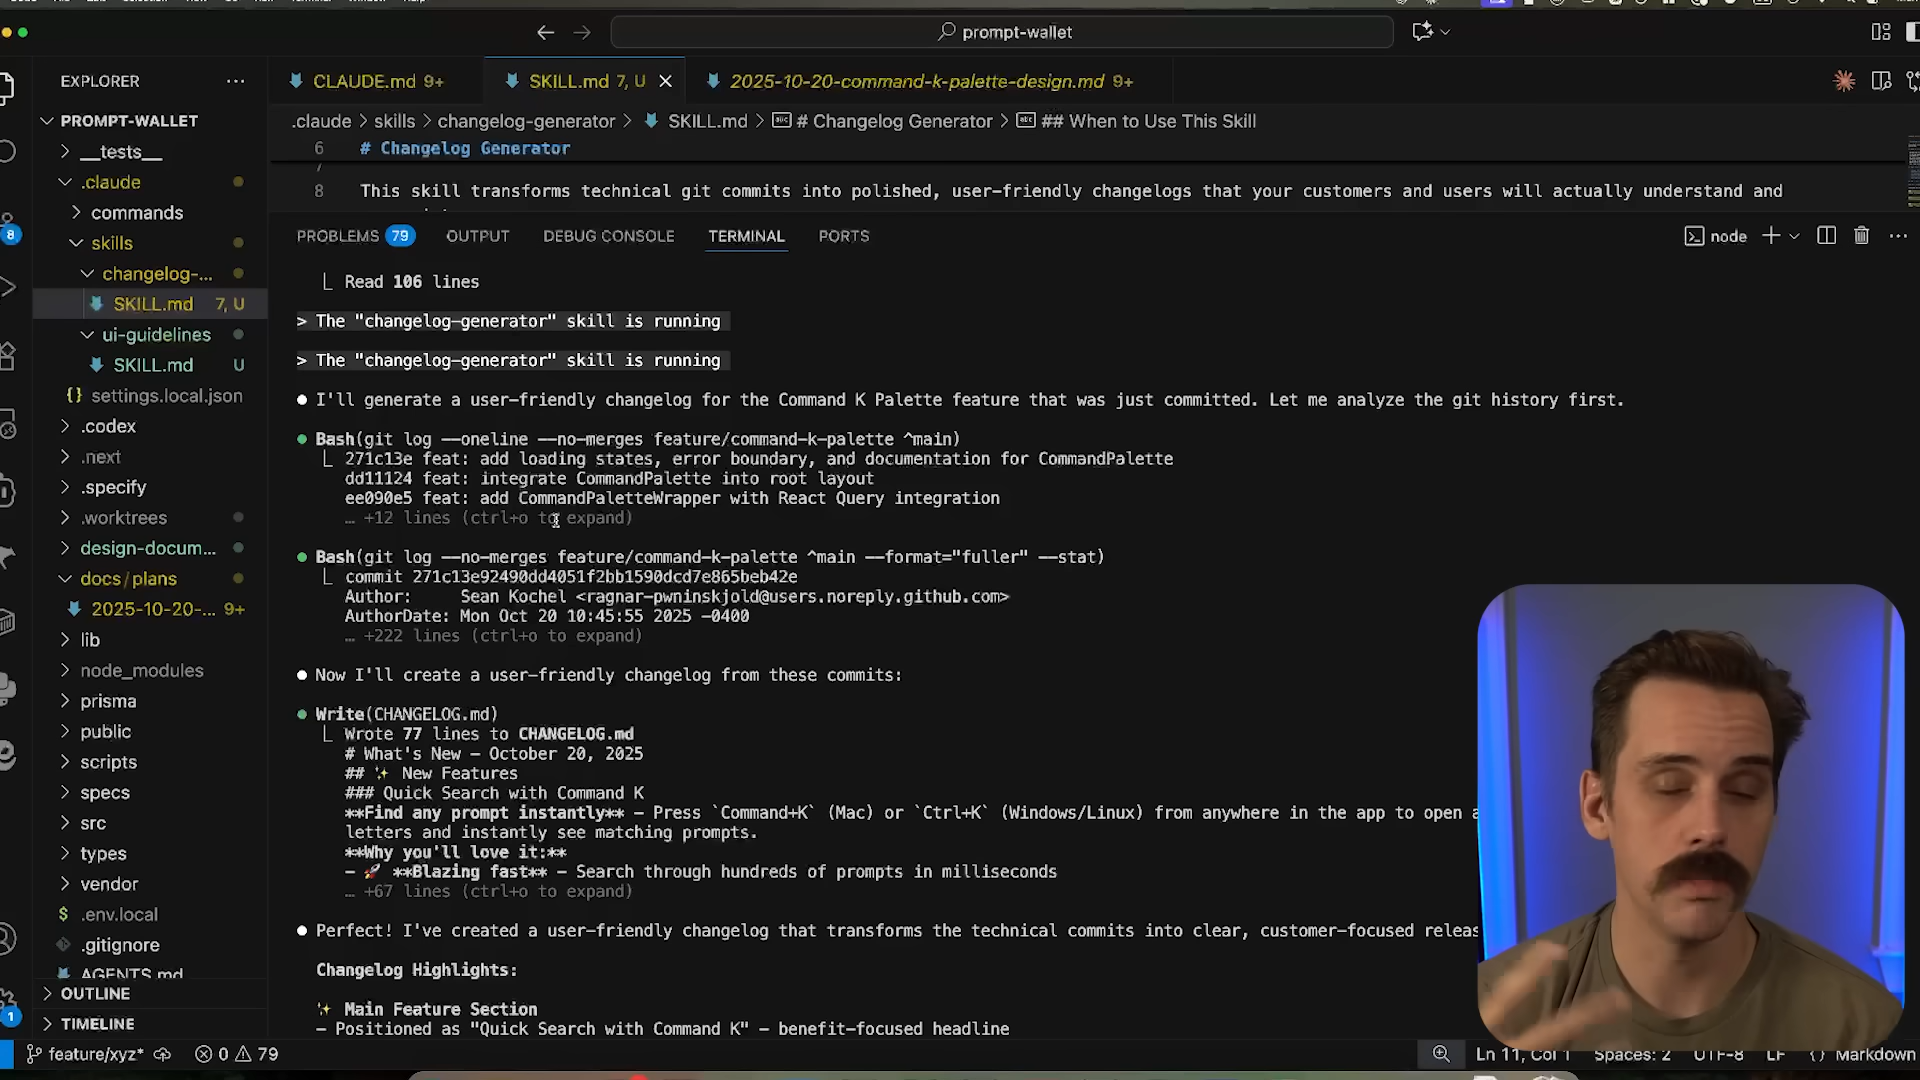 prompt-wallet
EXPLORER
CLAUDE.md 9+
SKILL.md 7, U
2025-10-20-command-k-palette-design.md 9+
PROMPT-WALLET
.claude > skills > changelog-generator > SKILL.md > # Changelog Generator > ## When to Use This Skill
__tests__
6 # Changelog Generator
7
.claude
8 This skill transforms technical git commits into polished, user-friendly changelogs that your customers and users will actually understand and
commands
skills
changelog-...
SKILL.md 7, U
ui-guidelines
SKILL.md U
settings.local.json
.codex
.next
.specify
.worktrees
design-docum...
docs/plans
2025-10-20-... 9+
lib
node_modules
prisma
public
scripts
specs
src
types
vendor
.env.local
.gitignore
AGENTS.md
OUTLINE
TIMELINE
8
1
PROBLEMS 79 OUTPUT DEBUG CONSOLE TERMINAL PORTS
node
Read 106 lines
> The "changelog-generator" skill is running
> The "changelog-generator" skill is running
I'll generate a user-friendly changelog for the Command K Palette feature that was just committed. Let me analyze the git history first.
Bash(git log --oneline --no-merges feature/command-k-palette ^main)
271c13e feat: add loading states, error boundary, and documentation for CommandPalette
dd11124 feat: integrate CommandPalette into root layout
ee090e5 feat: add CommandPaletteWrapper with React Query integration
… +12 lines (ctrl+o to expand)
Bash(git log --no-merges feature/command-k-palette ^main --format="fuller" --stat)
commit 271c13e92490dd4051f2bb1590dcd7e865beb42e
Author: Sean Kochel <ragnar-pwninskjold@users.noreply.github.com>
AuthorDate: Mon Oct 20 10:45:55 2025 -0400
… +222 lines (ctrl+o to expand)
Now I'll create a user-friendly changelog from these commits:
Write(CHANGELOG.md)
Wrote 77 lines to CHANGELOG.md
# What's New - October 20, 2025
## ✨ New Features
### Quick Search with Command K
**Find any prompt instantly** - Press `Command+K` (Mac) or `Ctrl+K` (Windows/Linux) from anywhere in the app to open a
letters and instantly see matching prompts.
**Why you'll love it:**
- 🚀 **Blazing fast** - Search through hundreds of prompts in milliseconds
… +67 lines (ctrl+o to expand)
Perfect! I've created a user-friendly changelog that transforms the technical commits into clear, customer-focused
Changelog Highlights:
✨ Main Feature Section
- Positioned as "Quick Search with Command K" - benefit-focused headline
feature/xyz* 0 79
Ln 11, Col 1 Spaces: 2 UTF-8 LF {} Markdown